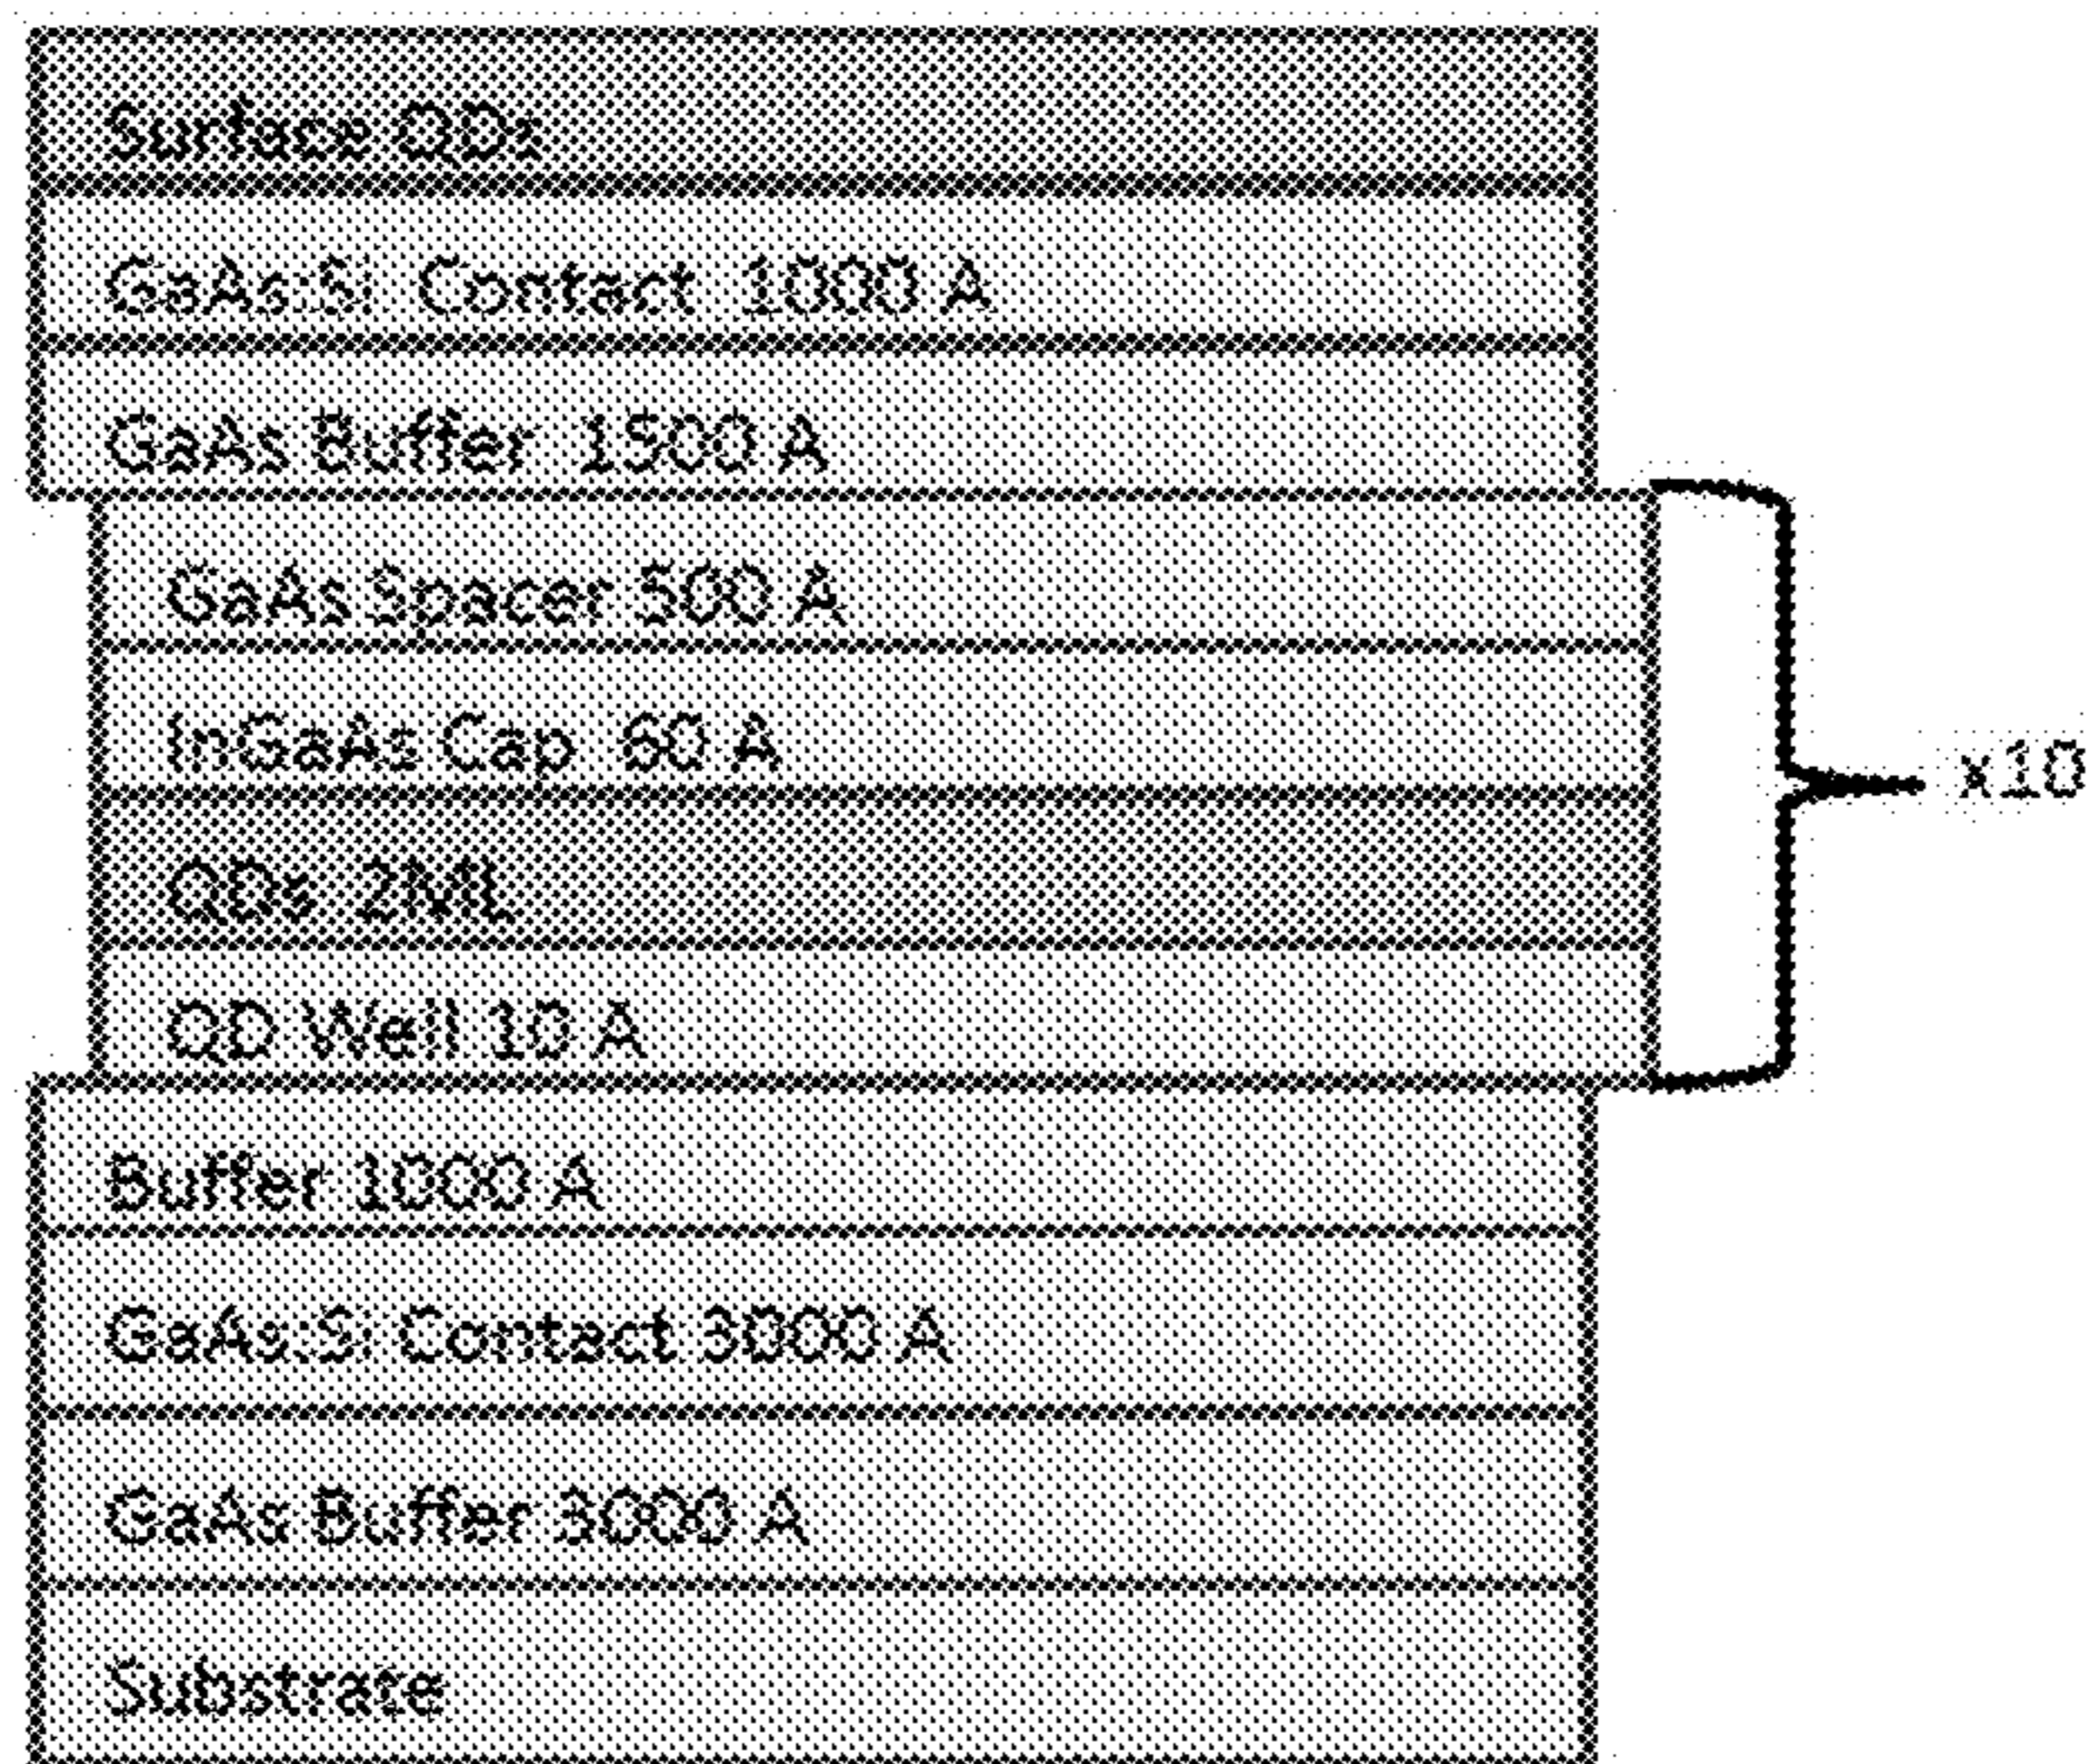 Surface QDs
GaAs:Si Contact 1000 A
GaAs Buffer 1500 A
GaAs Spacer 500 A
InGaAs Cap 60 A
x10
QDs 2ML
QD Well 10 A
Buffer 1000 A
GaAs:Si Contact 3000 A
GaAs Buffer 3000 A
Substrate